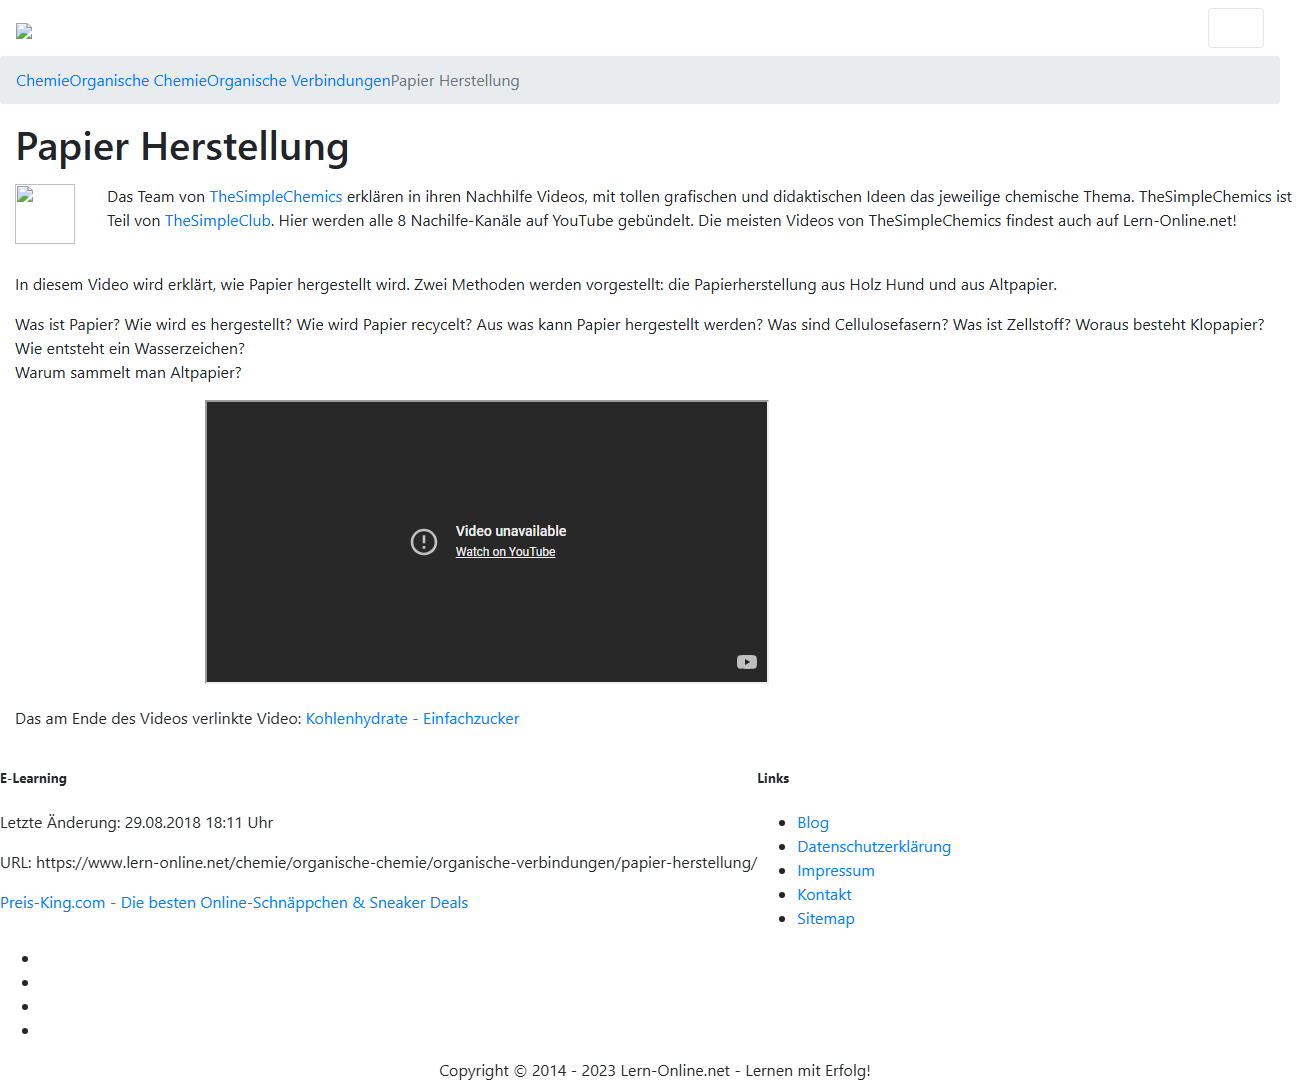 ChemieOrganische ChemieOrganische VerbindungenPapier Herstellung
Papier Herstellung
Das Team von TheSimpleChemics erklären in ihren Nachhilfe Videos, mit tollen grafischen und didaktischen Ideen das jeweilige chemische Thema. TheSimpleChemics ist
Teil von TheSimpleClub. Hier werden alle 8 Nachilfe-Kanäle auf YouTube gebündelt. Die meisten Videos von TheSimpleChemics findest auch auf Lern-Online.net!
In diesem Video wird erklärt, wie Papier hergestellt wird. Zwei Methoden werden vorgestellt: die Papierherstellung aus Holz Hund und aus Altpapier.
Was ist Papier? Wie wird es hergestellt? Wie wird Papier recycelt? Aus was kann Papier hergestellt werden? Was sind Cellulosefasern? Was ist Zellstoff? Woraus besteht Klopapier?
Wie entsteht ein Wasserzeichen?
Warum sammelt man Altpapier?
Video unavailable
Watch on YouTube
Das am Ende des Videos verlinkte Video: Kohlenhydrate - Einfachzucker
E-Learning
Letzte Änderung: 29.08.2018 18:11 Uhr
URL: https://www.lern-online.net/chemie/organische-chemie/organische-verbindungen/papier-herstellung/
Preis-King.com - Die besten Online-Schnäppchen & Sneaker Deals
Links
Blog
Datenschutzerklärung
Impressum
Kontakt
Sitemap
Copyright © 2014 - 2023 Lern-Online.net - Lernen mit Erfolg!